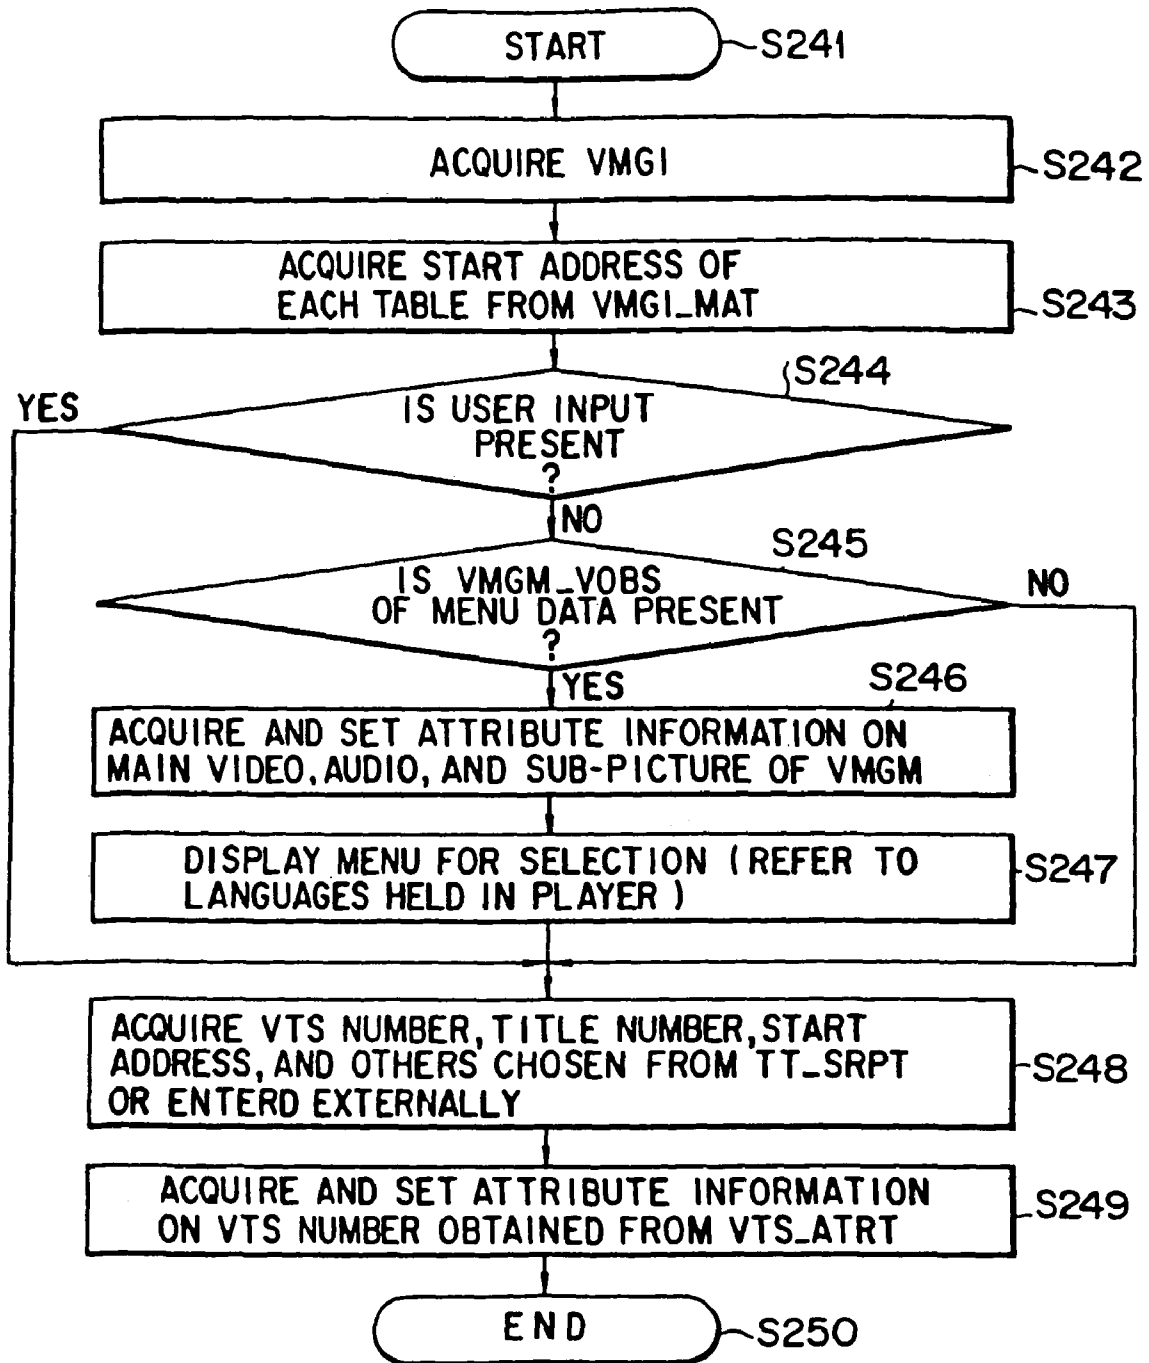 START
S241
ACQUIRE VMGI
S242
ACQUIRE START ADDRESS OF
EACH TABLE FROM VMGI_MAT
S243
S244
YES
IS USER INPUT
PRESENT
?
NO
S245
IS VMGM_VOBS
OF MENU DATA PRESENT
?
NO
YES
S246
ACQUIRE AND SET ATTRIBUTE INFORMATION ON
MAIN VIDEO, AUDIO, AND SUB-PICTURE OF VMGM
DISPLAY MENU FOR SELECTION (REFER TO
LANGUAGES HELD IN PLAYER)
S247
ACQUIRE VTS NUMBER, TITLE NUMBER, START
ADDRESS, AND OTHERS CHOSEN FROM TT_SRPT
OR ENTERD EXTERNALLY
S248
ACQUIRE AND SET ATTRIBUTE INFORMATION
ON VTS NUMBER OBTAINED FROM VTS_ATRT
S249
END
S250